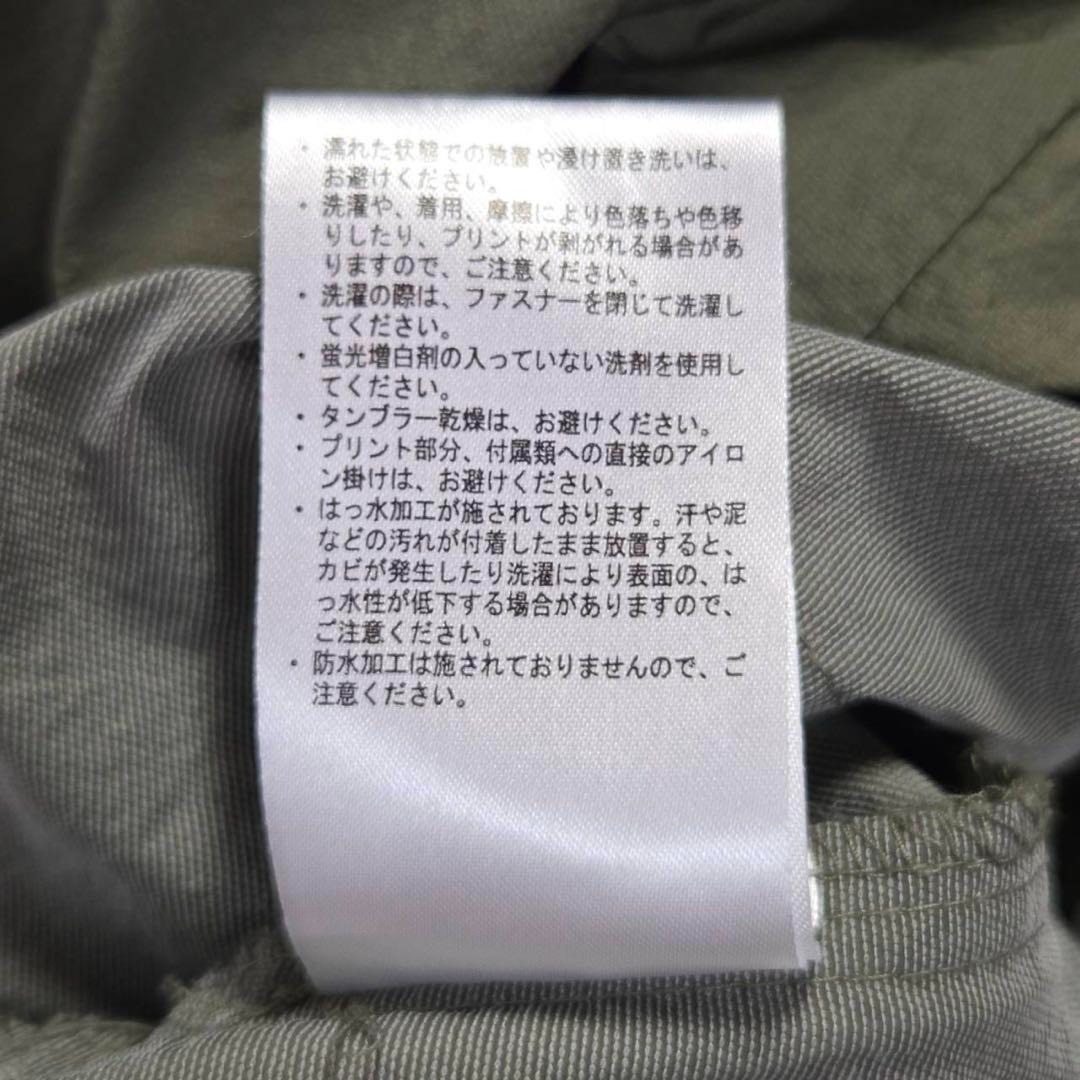 ・濡れた状態での放置や浸け置き洗いは、
お避けください。
・洗濯や、着用、摩擦により色落ちや色移
りしたり、プリントが剥がれる場合があ
りますので、ご注意ください。
・洗濯の際は、ファスナーを閉じて洗濯し
てください。
・蛍光増白剤の入っていない洗剤を使用し
てください。
・タンブラー乾燥は、お避けください。
・プリント部分、付属類への直接のアイロ
ン掛けは、お避けください。
・はっ水加工が施されております。汗や泥
などの汚れが付着したまま放置すると、
カビが発生したり洗濯により表面の、は
っ水性が低下する場合がありますので、
ご注意ください。
・防水加工は施されておりませんので、ご
注意ください。